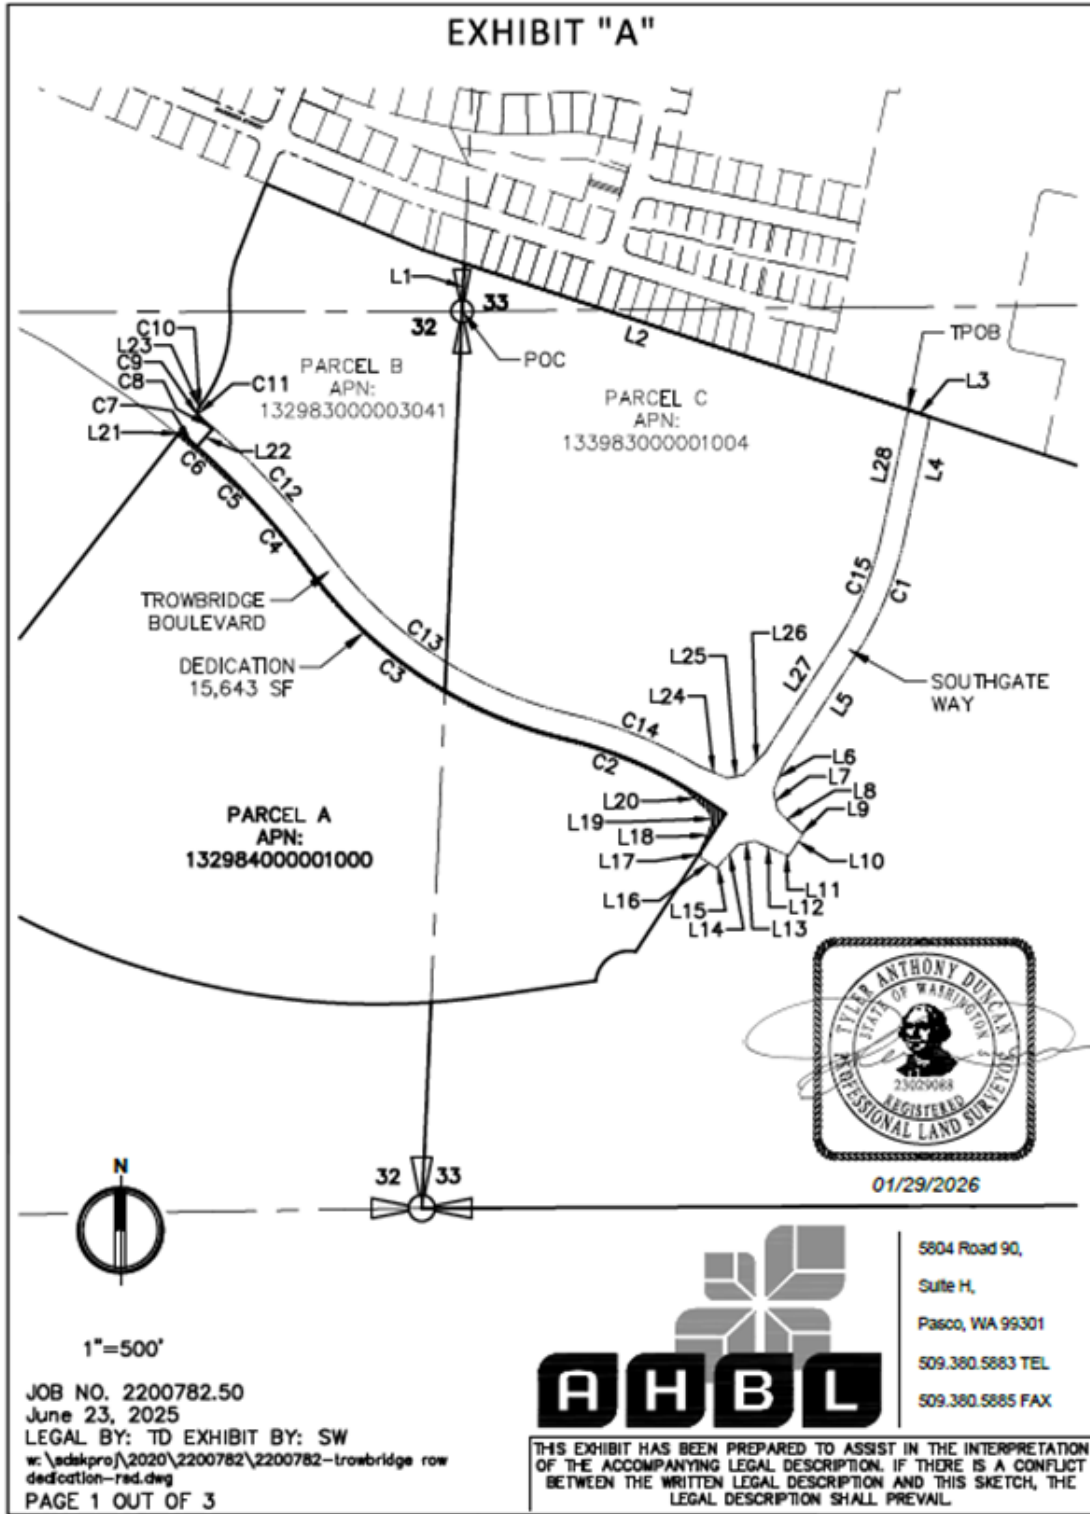 EXHIBIT "A"
L1
33
32
POC
L2
TPOB
L3
C10
L23
C9
C8
C7
L21
C11
L22
PARCEL B
APN:
132983000003041
PARCEL C
APN:
133983000001004
L28
L4
C6
C5
C4
C12
C15
C1
TROWBRIDGE
BOULEVARD
C13
C3
DEDICATION
15,643 SF
L26
L25
L24
L27
L5
SOUTHGATE
WAY
C14
C2
L6
L7
L8
L9
L10
L11
L12
L13
L14
L15
L16
L17
L18
L19
L20
PARCEL A
APN:
132984000001000
TYLER ANTHONY DUNCAN
STATE OF WASHINGTON
23029088
REGISTERED
PROFESSIONAL LAND SURVEYOR
01/29/2026
N
32
33
1"=500'
JOB NO. 2200782.50
June 23, 2025
LEGAL BY: TD EXHIBIT BY: SW
w:\sdskproj\2020\2200782\2200782-trowbridge row
dedication-red.dwg
PAGE 1 OUT OF 3
AHBL
5804 Road 90,
Suite H,
Pasco, WA 99301
509.380.5883 TEL
509.380.5885 FAX
THIS EXHIBIT HAS BEEN PREPARED TO ASSIST IN THE INTERPRETATION
OF THE ACCOMPANYING LEGAL DESCRIPTION. IF THERE IS A CONFLICT
BETWEEN THE WRITTEN LEGAL DESCRIPTION AND THIS SKETCH, THE
LEGAL DESCRIPTION SHALL PREVAIL.